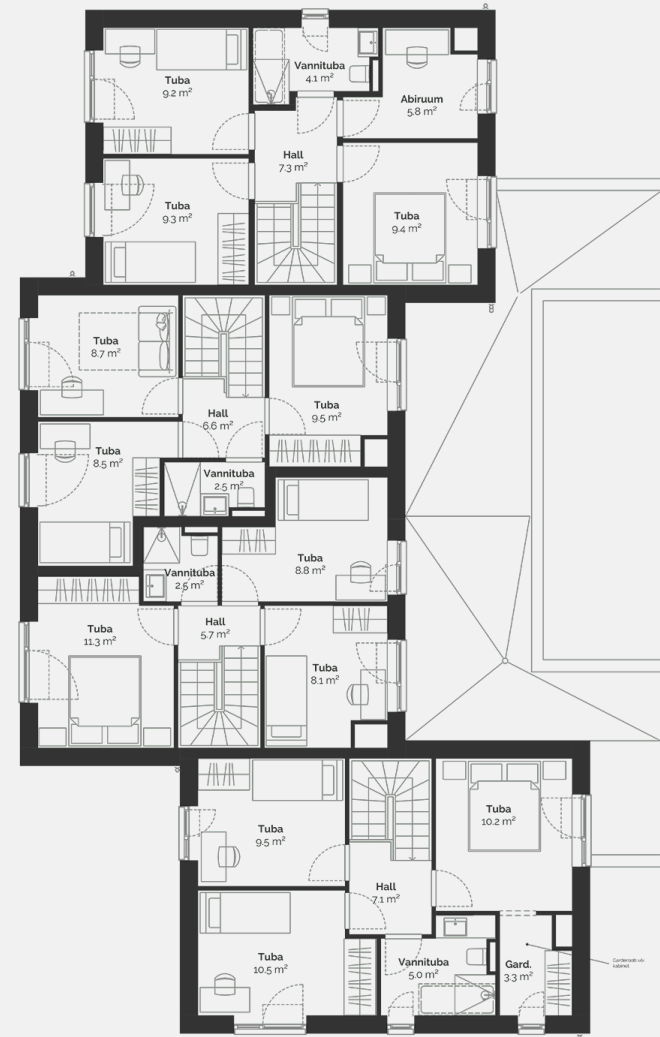 Tuba
9.2 m²
Vannituba
4.1 m²
Abiruum
5.8 m²
Hall
7.3 m²
Tuba
9.3 m²
Tuba
9.4 m²
Tuba
8.7 m²
Hall
6.6 m²
Tuba
9.5 m²
Tuba
8.5 m²
Vannituba
2.5 m²
Tuba
8.8 m²
Vannituba
2.5 m²
Hall
5.7 m²
Tuba
11.3 m²
Tuba
8.1 m²
Tuba
9.5 m²
Tuba
10.2 m²
Hall
7.1 m²
Tuba
10.5 m²
Vannituba
5.0 m²
Gard.
3.3 m²
Garderoob või
kabinet